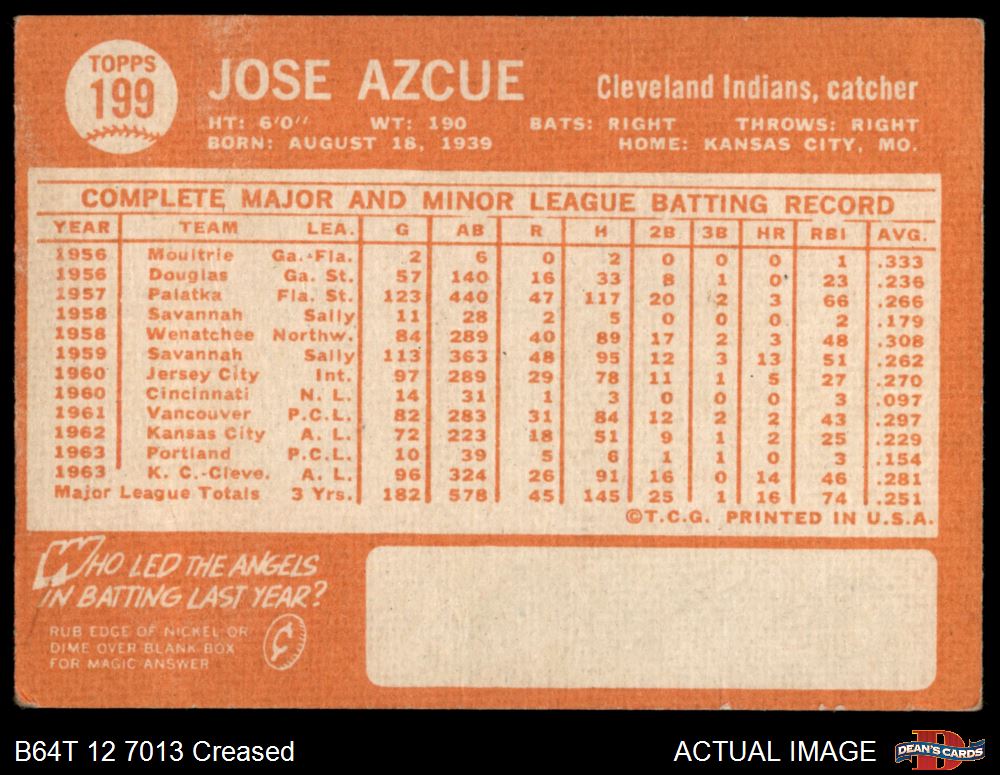 TOPPS
199
JOSE AZCUE
Cleveland Indians, catcher
HT: 6'0" WT: 190 BATS: RIGHT THROWS: RIGHT
BORN: AUGUST 18, 1939 HOME: KANSAS CITY, MO.
COMPLETE MAJOR AND MINOR LEAGUE BATTING RECORD
YEAR TEAM LEA. G AB R H 2B 3B HR RBI AVG.
1956 Moultrie Ga.-Fla. 2 6 0 2 0 0 0 1 .333
1956 Douglas Ga. St. 57 140 16 33 8 1 0 23 .236
1957 Palatka Fla. St. 123 440 47 117 20 2 3 66 .266
1958 Savannah Sally 11 28 2 5 0 0 0 2 .179
1958 Wenatchee Northw. 84 289 40 89 17 2 3 48 .308
1959 Savannah Sally 113 363 48 95 12 3 13 51 .262
1960 Jersey City Int. 97 289 29 78 11 1 5 27 .270
1960 Cincinnati N. L. 14 31 1 3 0 0 0 3 .097
1961 Vancouver P.C.L. 82 283 31 84 12 2 2 43 .297
1962 Kansas City A. L. 72 223 18 51 9 1 2 25 .229
1963 Portland P.C.L. 10 39 5 6 1 1 0 3 .154
1963 K. C.-Cleve. A. L. 96 324 26 91 16 0 14 46 .281
Major League Totals 3 Yrs. 182 578 45 145 25 1 16 74 .251
©T.C.G. PRINTED IN U.S.A.
WHO LED THE ANGELS
IN BATTING LAST YEAR?
RUB EDGE OF NICKEL OR
DIME OVER BLANK BOX
FOR MAGIC ANSWER
¢
B64T 12 7013 Creased
ACTUAL IMAGE
D
DEAN'S CARDS